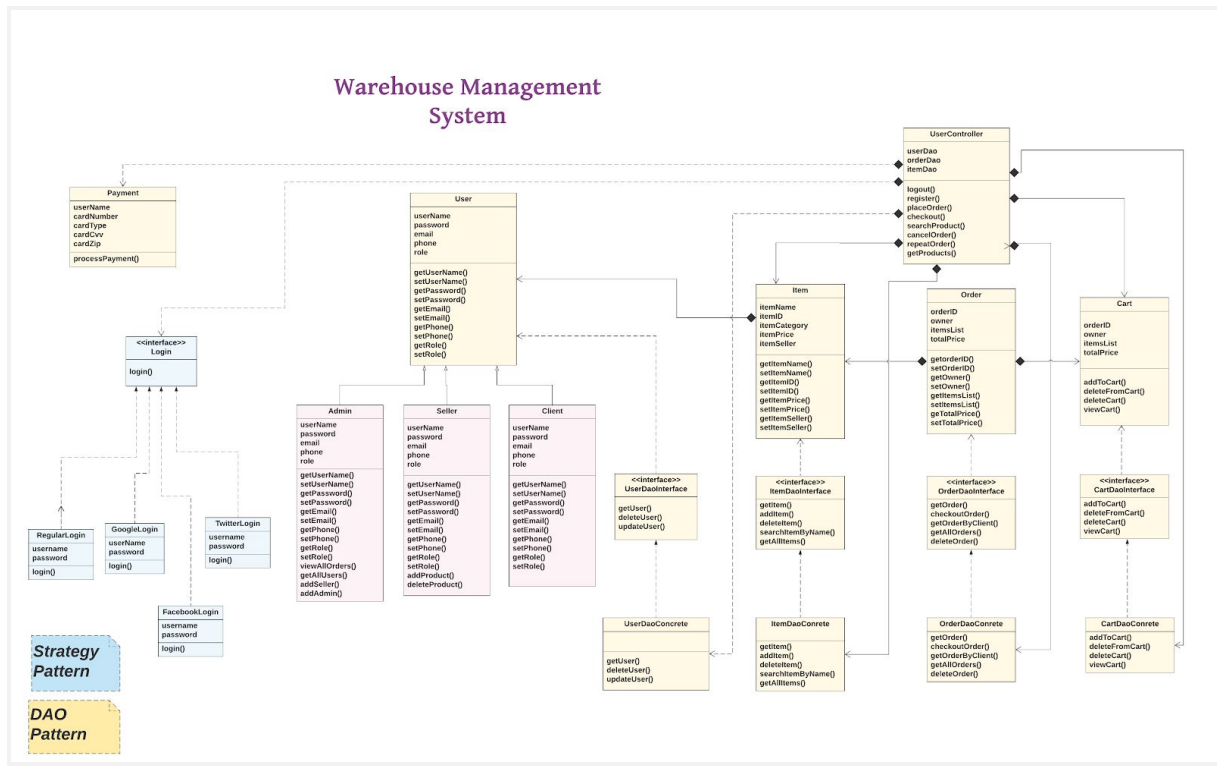 Warehouse Management
System
UserController
userDao
orderDao
itemDao
logout()
register()
placeOrder()
checkout()
searchProduct()
cancelOrder()
repeatOrder()
getProducts()
Payment
userName
cardNumber
cardType
cardCvv
cardZip
processPayment()
User
userName
password
email
phone
role
getUserName()
setUserName()
getPassword()
setPassword()
getEmail()
setEmail()
getPhone()
setPhone()
getRole()
setRole()
Item
itemName
itemID
itemCategory
itemPrice
itemSeller
getItemName()
setItemName()
getItemID()
setItemID()
getItemPrice()
setItemPrice()
getItemSeller()
setItemSeller()
Order
orderID
owner
itemsList
totalPrice
getorderID()
setOrderID()
getOwner()
setOwner()
getItemsList()
setItemsList()
geTotalPrice()
setTotalPrice()
Cart
orderID
owner
itemsList
totalPrice
addToCart()
deleteFromCart()
deleteCart()
viewCart()
<<interface>>
Login
login()
Admin
userName
password
email
phone
role
getUserName()
setUserName()
getPassword()
setPassword()
getEmail()
setEmail()
getPhone()
setPhone()
getRole()
setRole()
viewAllOrders()
getAllUsers()
addSeller()
addAdmin()
Seller
userName
password
email
phone
role
getUserName()
setUserName()
getPassword()
setPassword()
getEmail()
setEmail()
getPhone()
setPhone()
getRole()
setRole()
addProduct()
deleteProduct()
Client
userName
password
email
phone
role
getUserName()
setUserName()
getPassword()
setPassword()
getEmail()
setEmail()
getPhone()
setPhone()
getRole()
setRole()
<<interface>>
UserDaoInterface
getUser()
deleteUser()
updateUser()
<<interface>>
ItemDaoInterface
getItem()
addItem()
deleteItem()
searchItemByName()
getAllItems()
<<interface>>
OrderDaoInterface
getOrder()
checkoutOrder()
getOrderByClient()
getAllOrders()
deleteOrder()
<<interface>>
CartDaoInterface
addToCart()
deleteFromCart()
deleteCart()
viewCart()
RegularLogin
username
password
login()
GoogleLogin
userName
password
login()
TwitterLogin
username
password
login()
FacebookLogin
username
password
login()
UserDaoConcrete
getUser()
deleteUser()
updateUser()
ItemDaoConrete
getItem()
addItem()
deleteItem()
searchItemByName()
getAllItems()
OrderDaoConrete
getOrder()
checkoutOrder()
getOrderByClient()
getAllOrders()
deleteOrder()
CartDaoConrete
addToCart()
deleteFromCart()
deleteCart()
viewCart()
Strategy
Pattern
DAO
Pattern